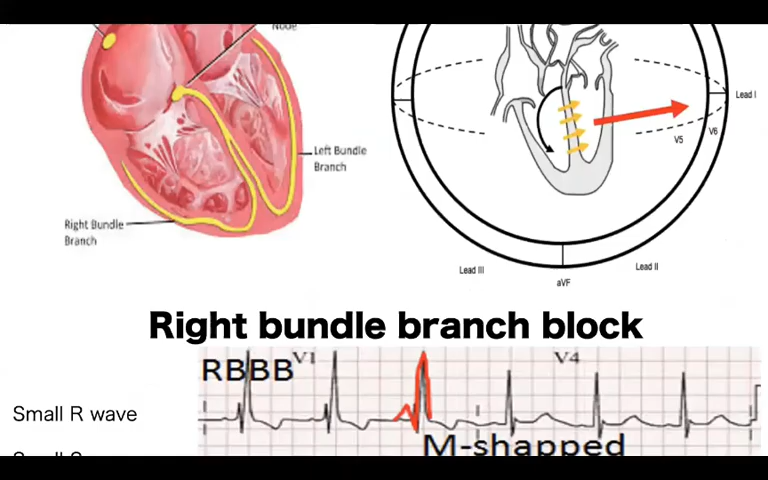 Node
Left Bundle
Branch
Right Bundle
Branch
Lead I
V6
V5
Lead III
Lead II
aVF
Right bundle branch block
RBBB
V1
V4
Small R wave
M-shapped